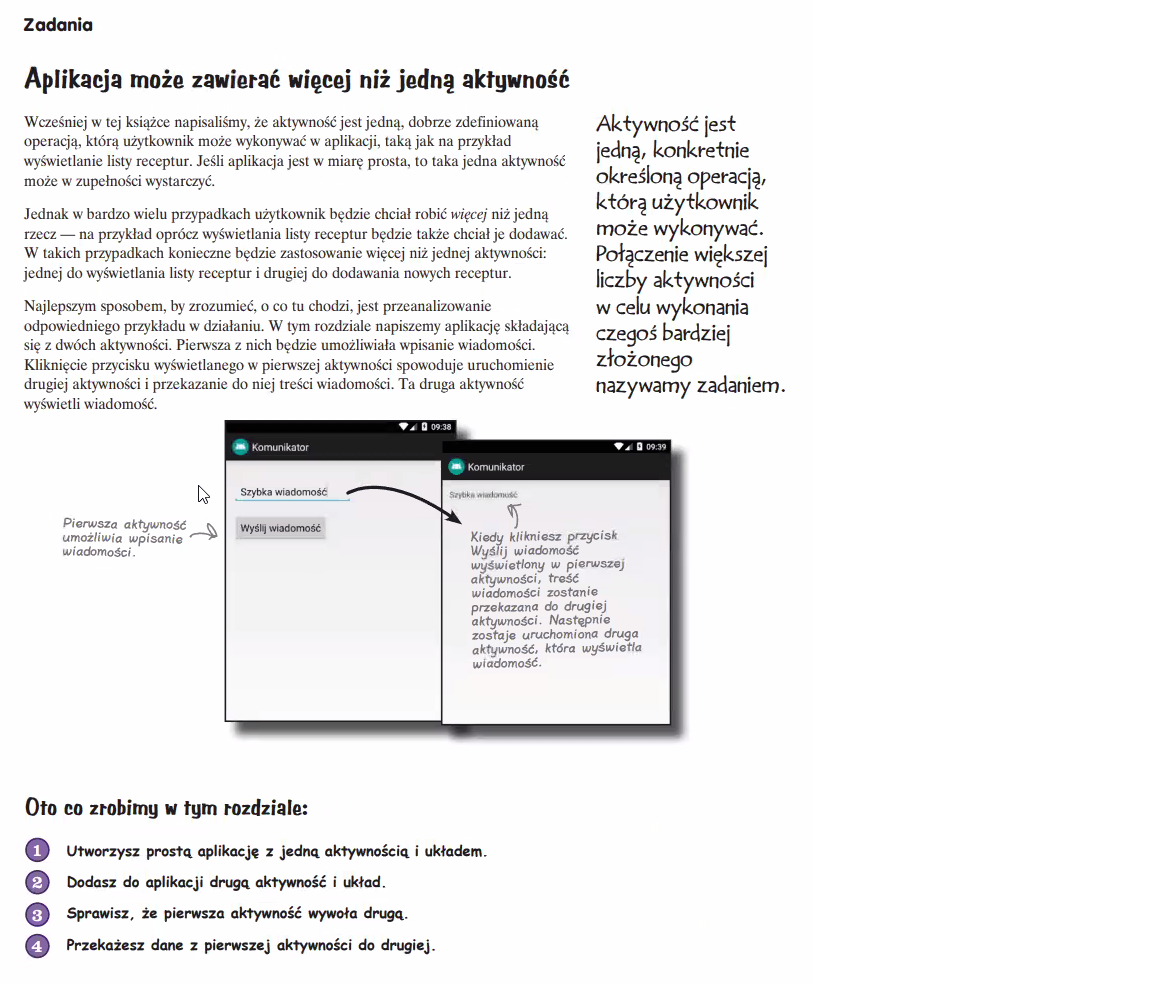 Zadania
Aplikacja może zawierać więcej niż jedną aktywność
Wcześniej w tej książce napisaliśmy, że aktywność jest jedną, dobrze zdefiniowaną
operacją, którą użytkownik może wykonywać w aplikacji, taką jak na przykład
wyświetlanie listy receptur. Jeśli aplikacja jest w miarę prosta, to taka jedna aktywność
może w zupełności wystarczyć.
Jednak w bardzo wielu przypadkach użytkownik będzie chciał robić więcej niż jedną
rzecz — na przykład oprócz wyświetlania listy receptur będzie także chciał je dodawać.
W takich przypadkach konieczne będzie zastosowanie więcej niż jednej aktywności:
jednej do wyświetlania listy receptur i drugiej do dodawania nowych receptur.
Najlepszym sposobem, by zrozumieć, o co tu chodzi, jest przeanalizowanie
odpowiedniego przykładu w działaniu. W tym rozdziale napiszemy aplikację składającą
się z dwóch aktywności. Pierwsza z nich będzie umożliwiała wpisanie wiadomości.
Kliknięcie przycisku wyświetlanego w pierwszej aktywności spowoduje uruchomienie
drugiej aktywności i przekazanie do niej treści wiadomości. Ta druga aktywność
wyświetli wiadomość.
Aktywność jest
jedną, konkretnie
określoną operacją,
którą użytkownik
może wykonywać.
Połączenie większej
liczby aktywności
w celu wykonania
czegoś bardziej
złożonego
nazywamy zadaniem.
09:38
Komunikator
Szybka wiadomość
Wyślij wiadomość
Pierwsza aktywność
umożliwia wpisanie
wiadomości.
09:39
Komunikator
Szybka wiadomość
Kiedy klikniesz przycisk
Wyślij wiadomość
wyświetlony w pierwszej
aktywności, treść
wiadomości zostanie
przekazana do drugiej
aktywności. Następnie
zostaje uruchomiona druga
aktywność, która wyświetla
wiadomość.
Oto co zrobimy w tym rozdziale:
1 Utworzysz prostą aplikację z jedną aktywnością i układem.
2 Dodasz do aplikacji drugą aktywność i układ.
3 Sprawisz, że pierwsza aktywność wywoła drugą.
4 Przekażesz dane z pierwszej aktywności do drugiej.